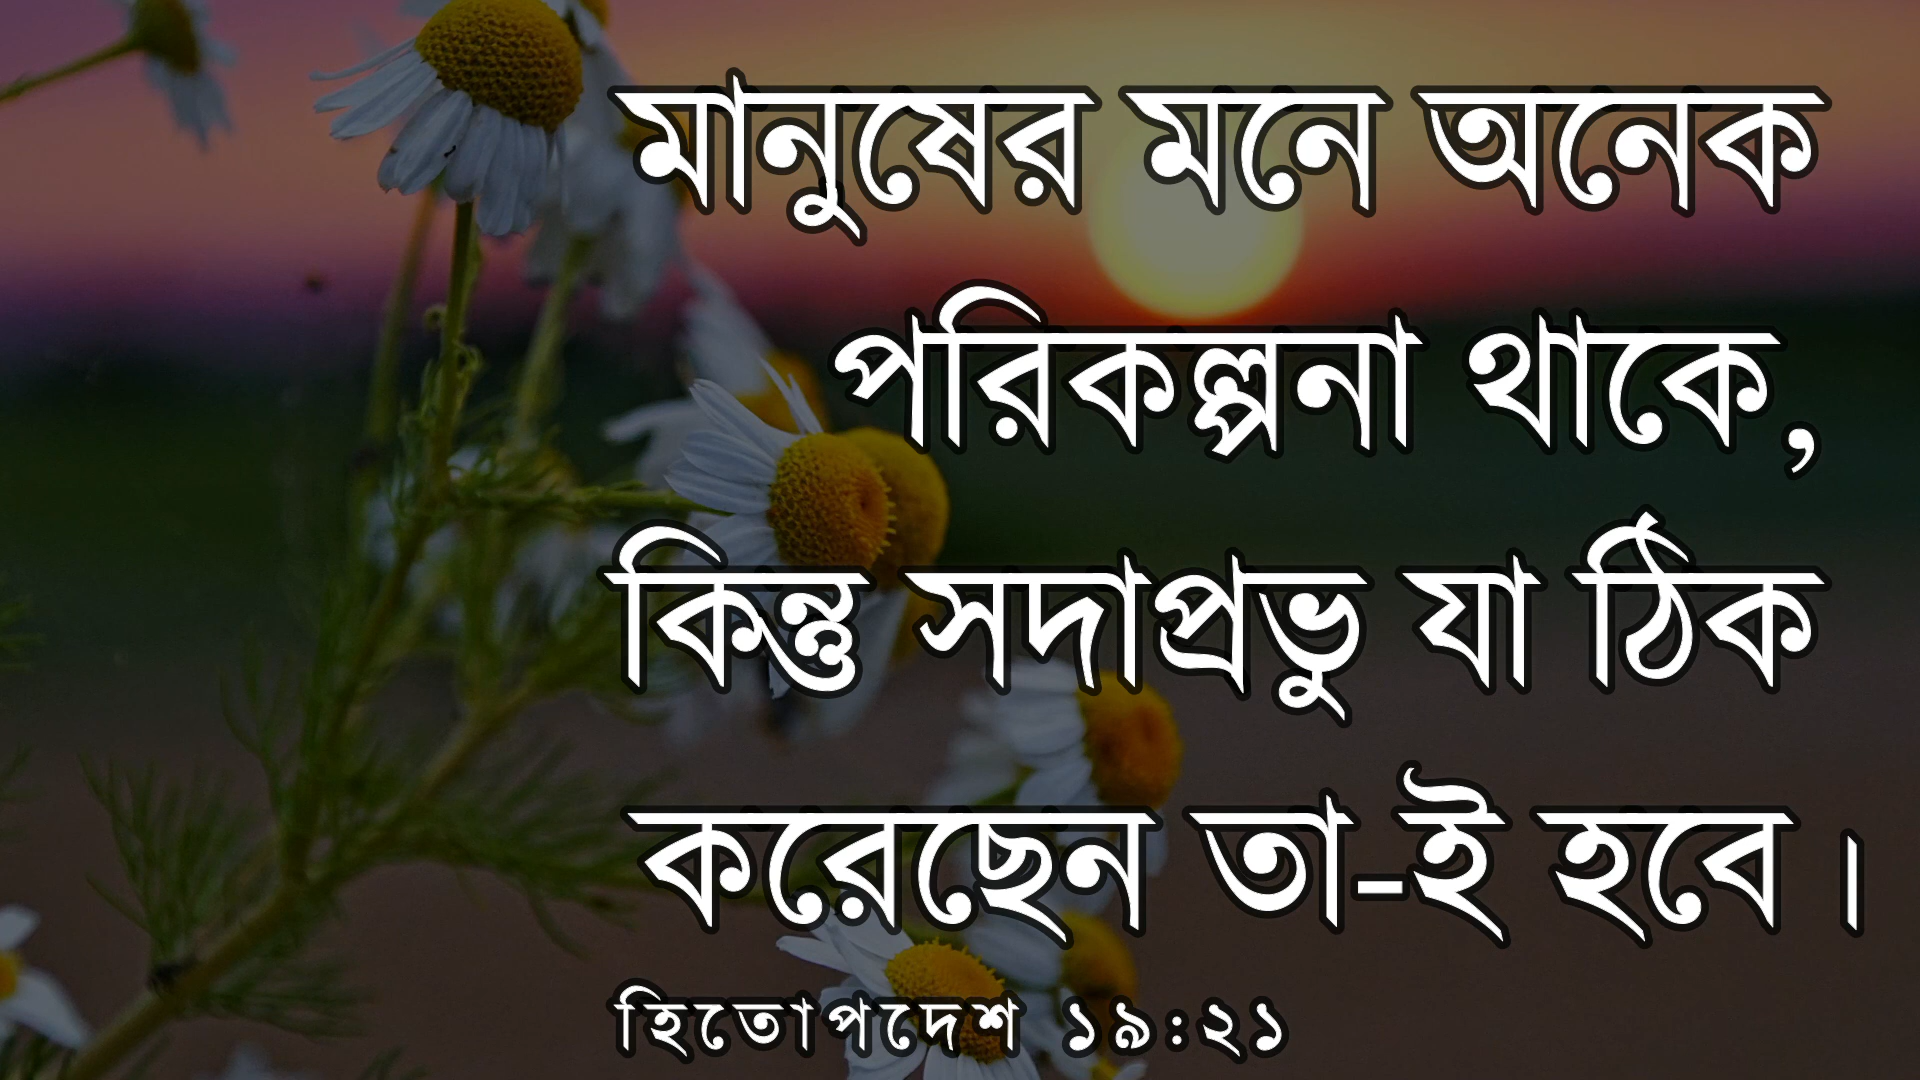 মানুষের মনে অনেক
পরিকল্পনা থাকে,
কিন্তু সদাপ্রভু যা ঠিক
করেছেন তা-ই হবে।
হিতোপদেশ ১৯:২১